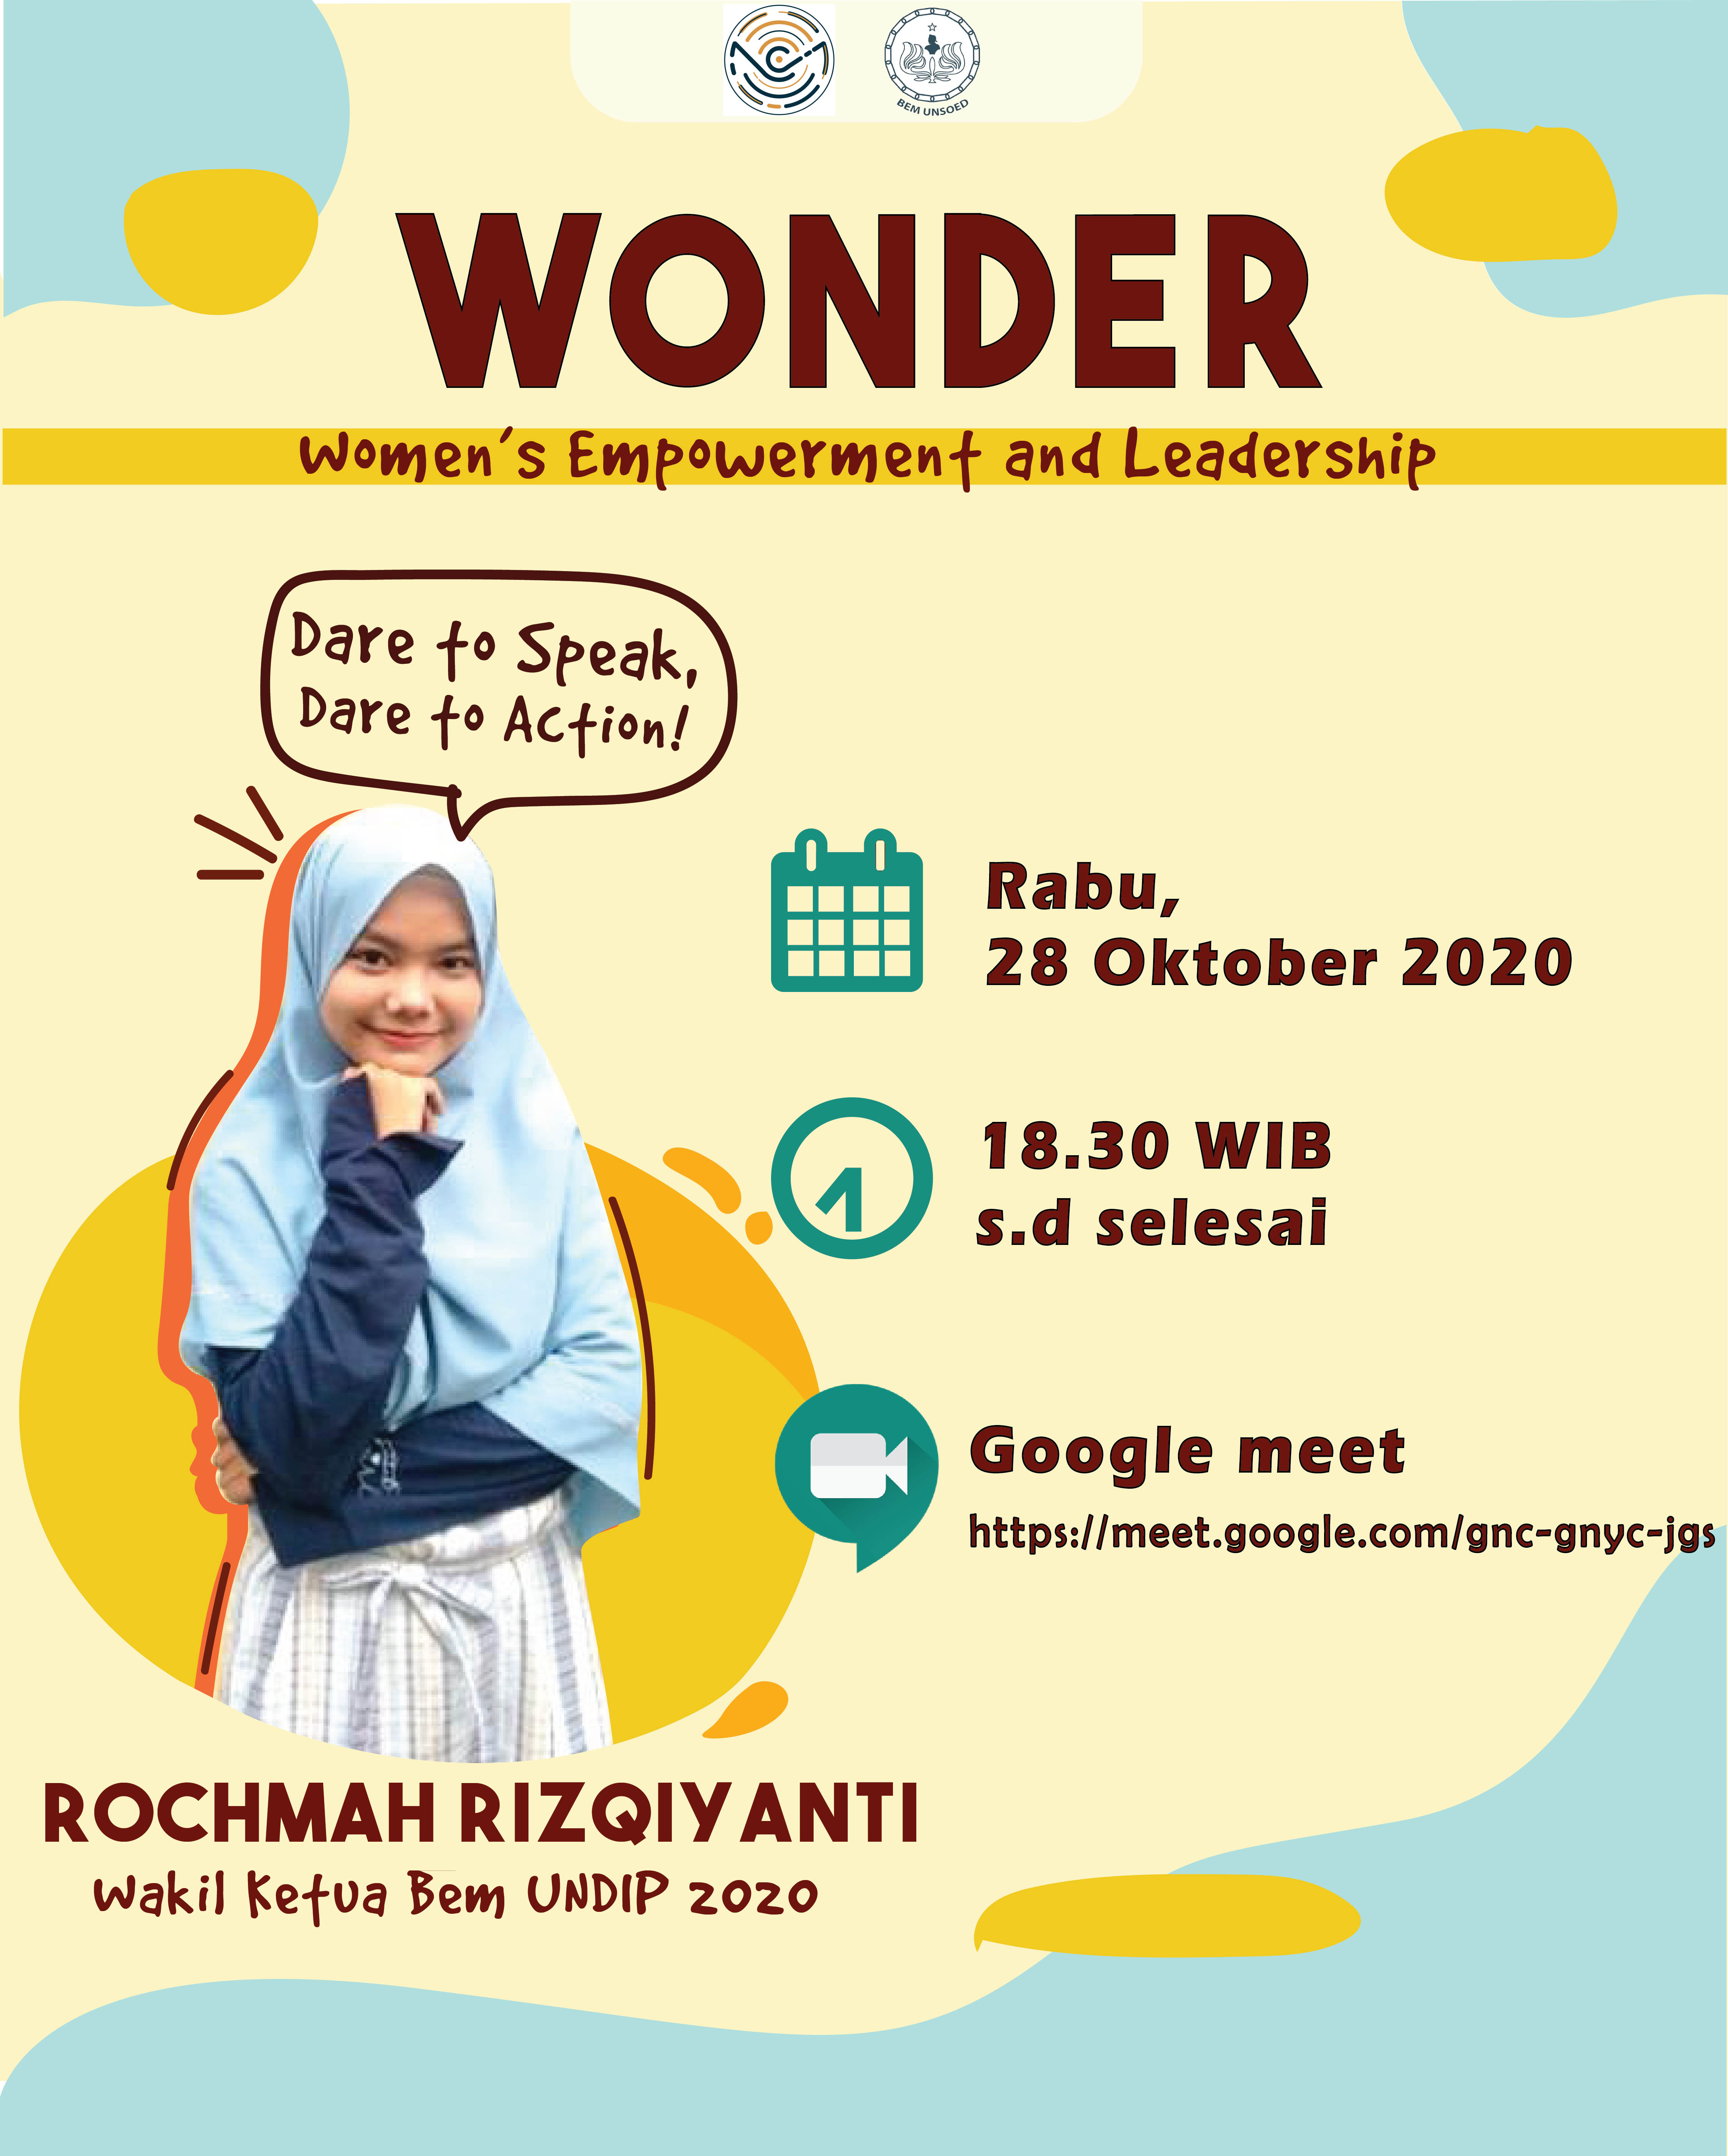 BEM UNSOED
WONDER
Women's Empowerment and Leadership
Dare to Speak,
Dare to Action!
Rabu,
28 Oktober 2020
18.30 WIB
s.d selesai
Google meet
https://meet.google.com/gnc-gnyc-jgs
ROCHMAH RIZQIYANTI
Wakil Ketua Bem UNDIP 2020